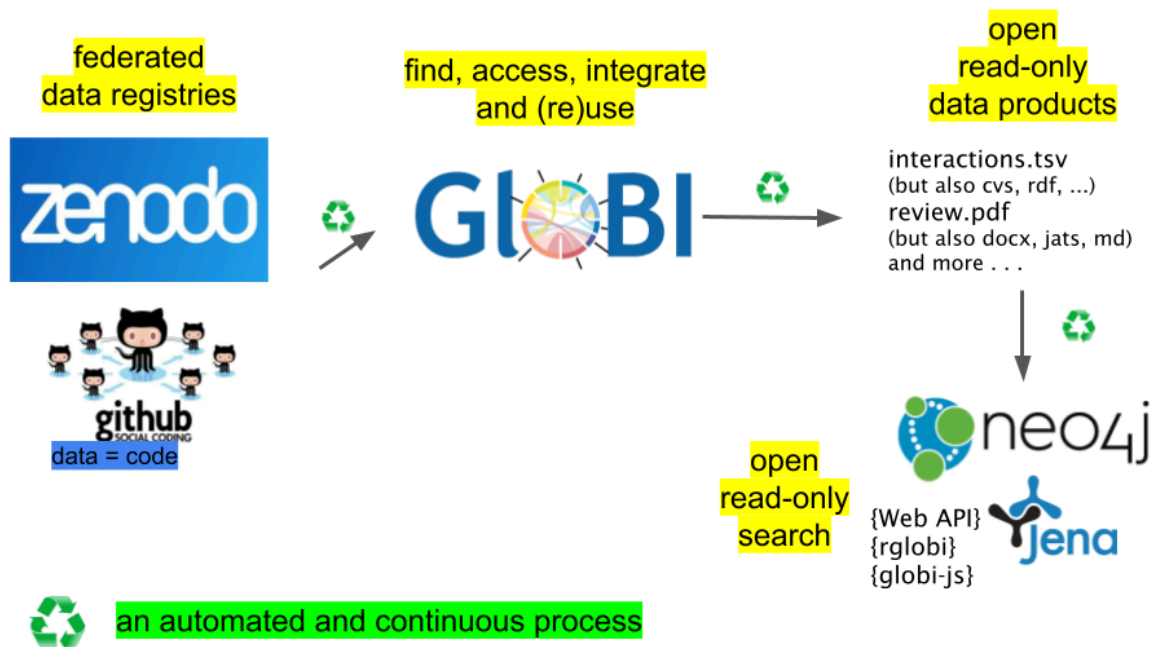 federated
data registries
zenodo
github
SOCIAL CODING
data = code
find, access, integrate
and (re)use
GloBI
open
read-only
data products
interactions.tsv
(but also cvs, rdf, ...)
review.pdf
(but also docx, jats, md)
and more . . .
neo4j
Jena
open
read-only
search
{Web API}
{rglobi}
{globi-js}
an automated and continuous process